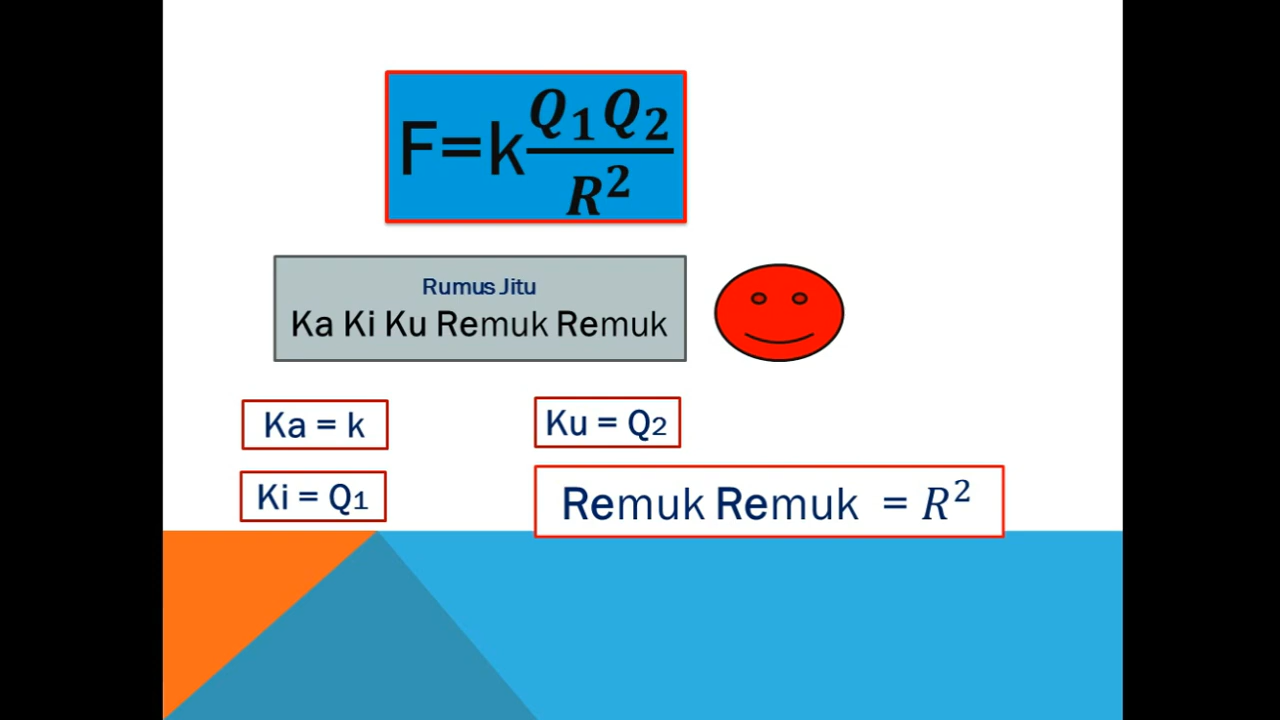 F=k Q₁Q₂/R²
Rumus Jitu
Ka Ki Ku Remuk Remuk
Ka = k
Ku = Q2
Ki = Q1
Remuk Remuk = R²